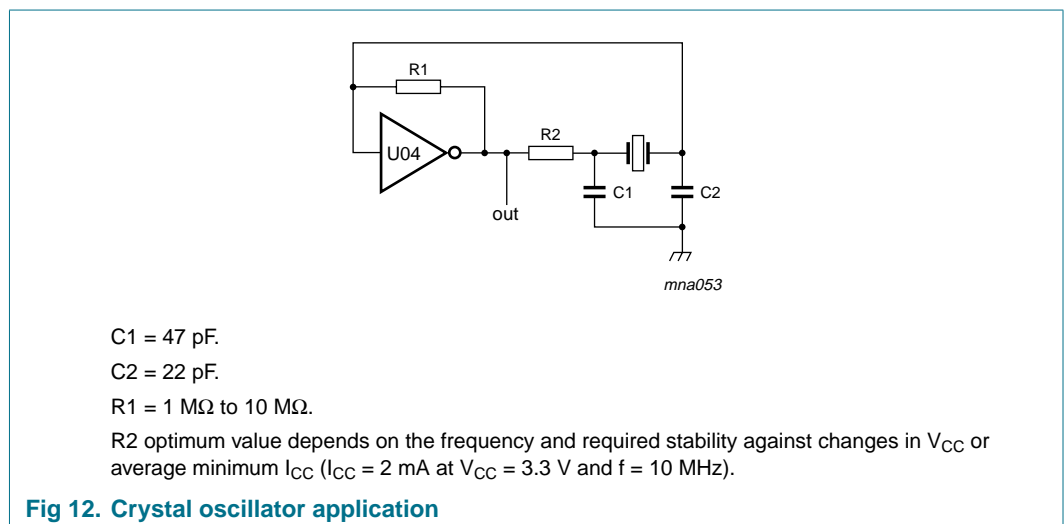 R1
U04
R2
C1
C2
out
mna053
C1 = 47 pF.
C2 = 22 pF.
R1 = 1 MΩ to 10 MΩ.
R2 optimum value depends on the frequency and required stability against changes in VCC or
average minimum ICC (ICC = 2 mA at VCC = 3.3 V and f = 10 MHz).
Fig 12. Crystal oscillator application